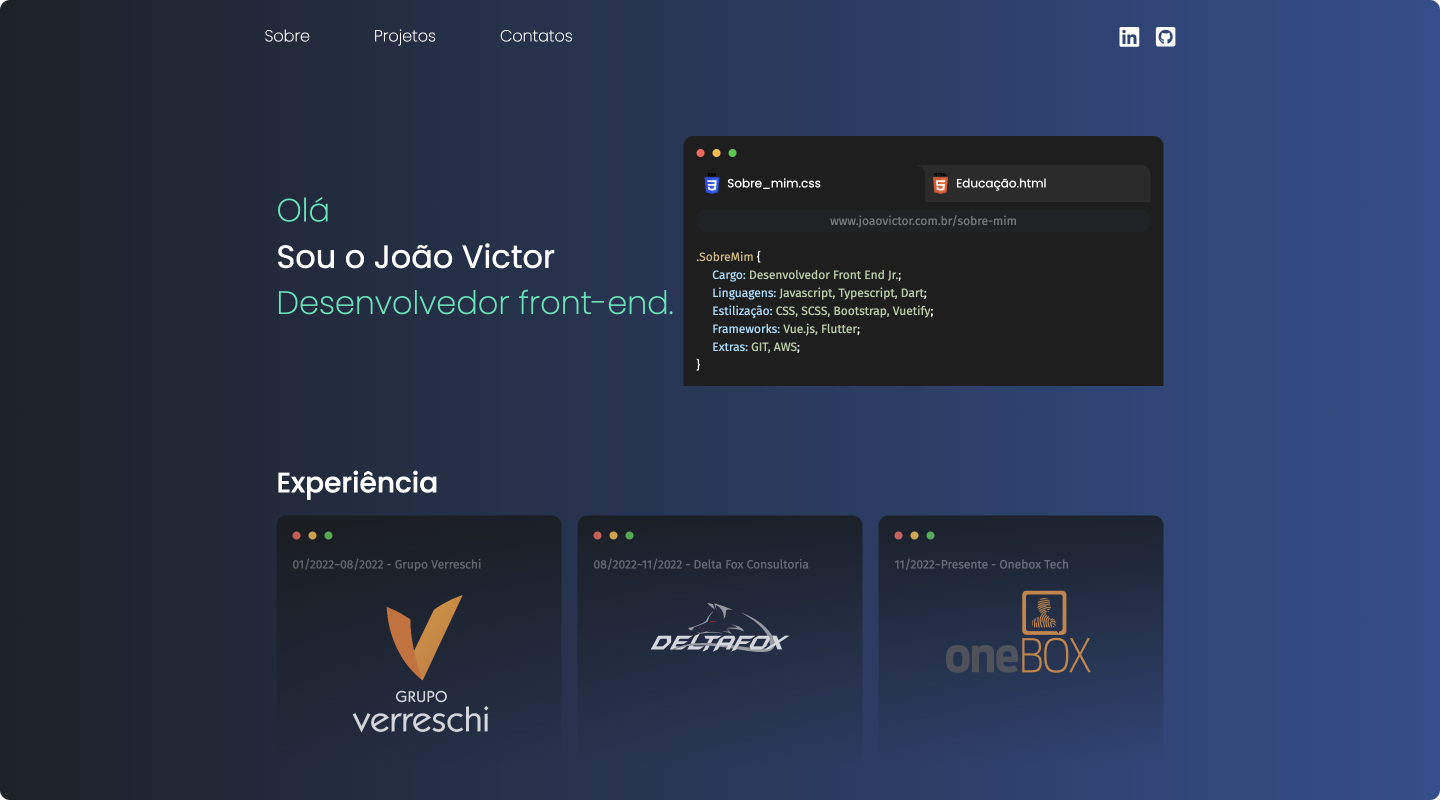 Sobre Projetos Contatos
Olá
Sou o João Victor
Desenvolvedor front-end.
Sobre_mim.css Educação.html
www.joaovictor.com.br/sobre-mim
.SobreMim {
Cargo: Desenvolvedor Front End Jr.;
Linguagens: Javascript, Typescript, Dart;
Estilização: CSS, SCSS, Bootstrap, Vuetify;
Frameworks: Vue.js, Flutter;
Extras: GIT, AWS;
}
Experiência
01/2022~08/2022 - Grupo Verreschi
GRUPO
verreschi
08/2022~11/2022 - Delta Fox Consultoria
DELTAFOX
11/2022~Presente - Onebox Tech
oneBOX